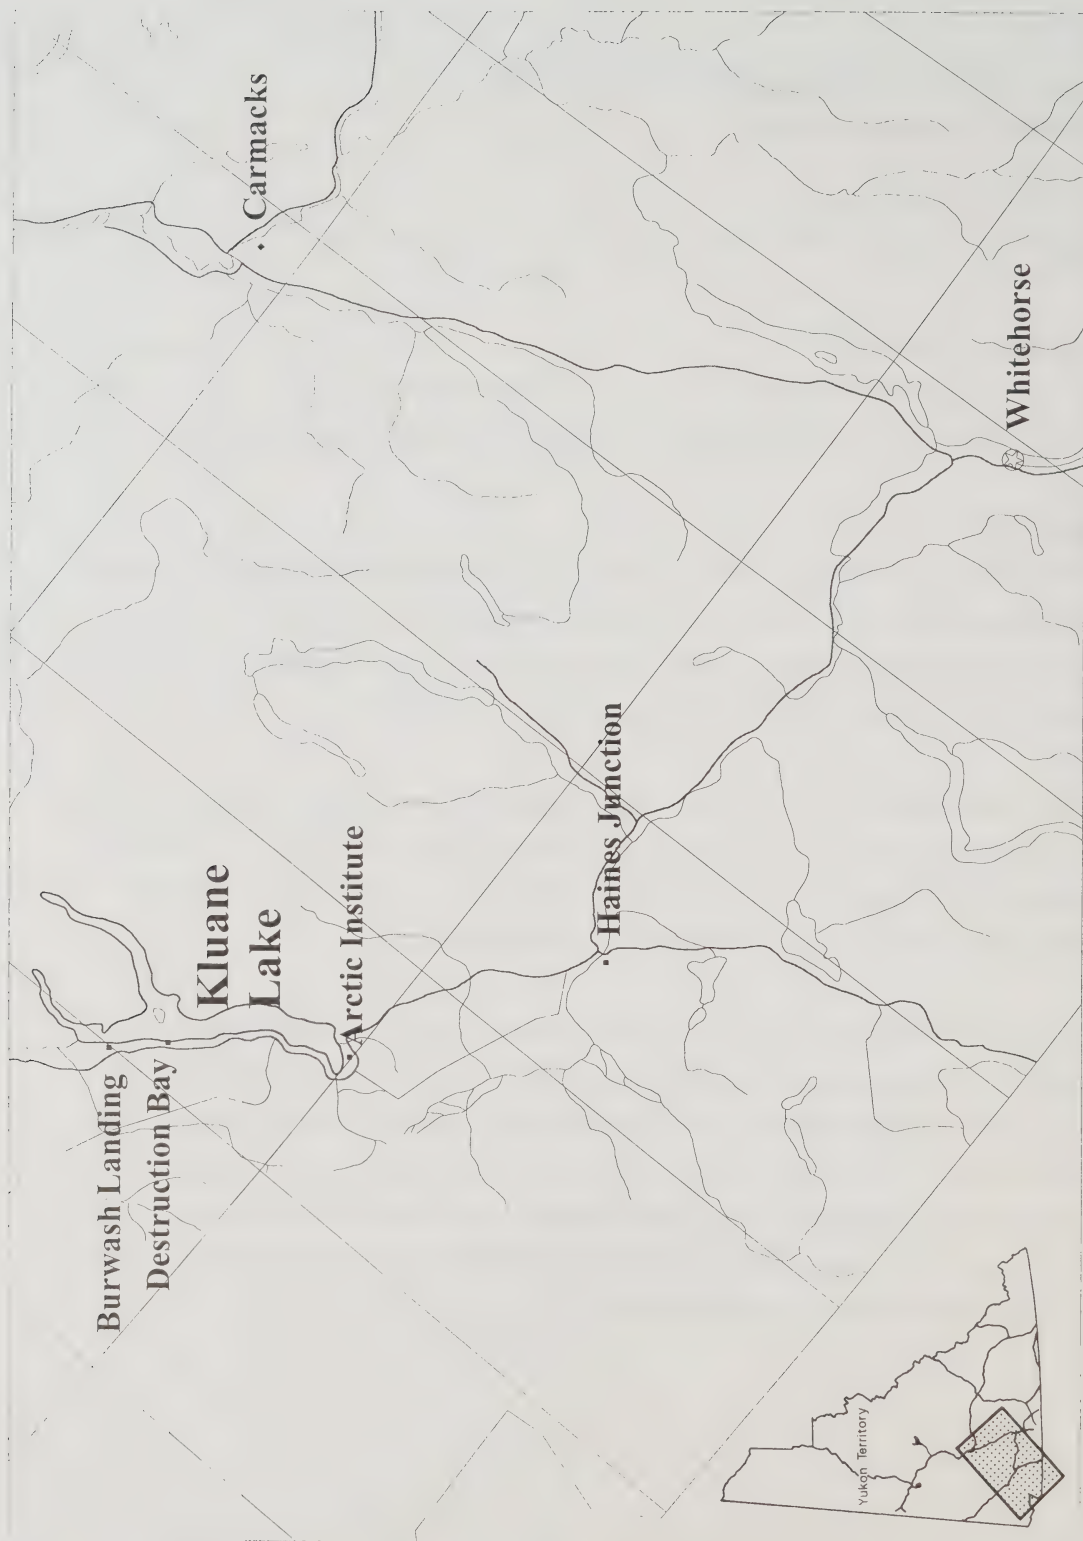 Burwash Landing
Destruction Bay
Kluane
Lake
Arctic Institute
Haines Junction
Carmacks
Whitehorse
Yukon Territory